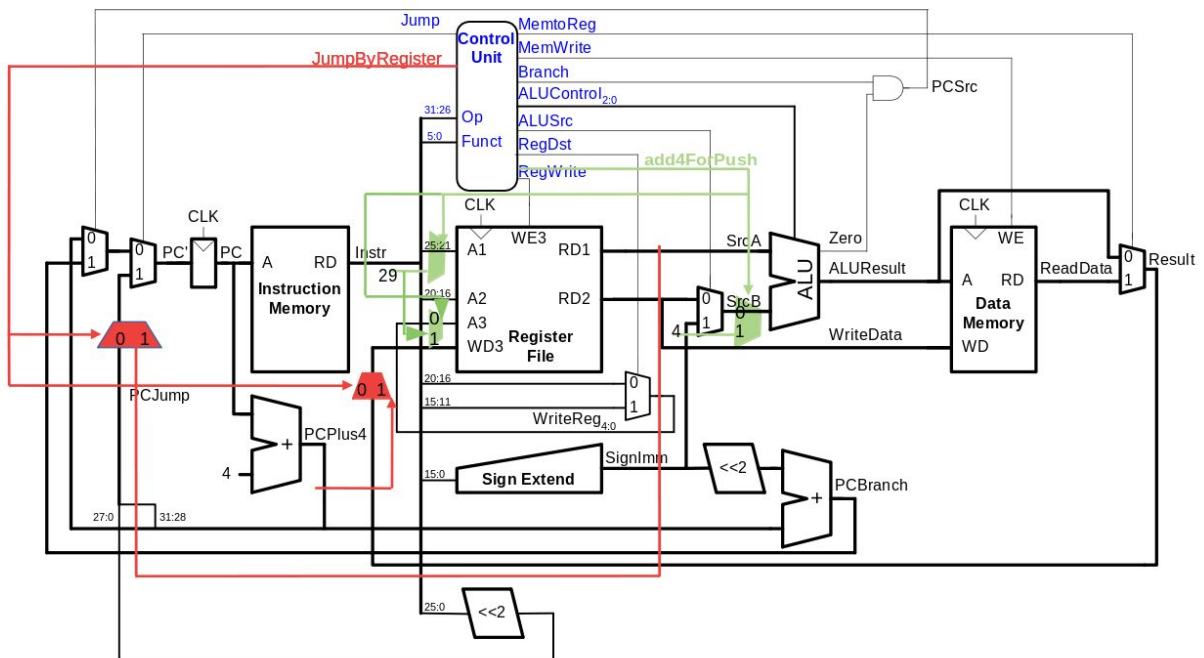 Jump
MemtoReg
Control
Unit
MemWrite
JumpByRegister
Branch
PCSrc
ALUControl2:0
31:26
Op
ALUSrc
5:0
Funct
RegDst
add4ForPush
RegWrite
CLK
CLK
CLK
0
1
0
1
PC'
PC
A
RD
Instruction
Memory
Instr
25:21
A1
WE3
RD1
SrcA
Zero
WE
0
1
Result
29
ALU
ALUResult
A
RD
ReadData
20:16
A2
RD2
0
1
SrcB
0
1
Data
Memory
0
1
A3
Register
File
4
WD3
WriteData
WD
0 1
0 1
20:16
0
PCJump
15:11
1
WriteReg4:0
PCPlus4
+
4
SignImm
<<2
15:0
Sign Extend
PCBranch
+
27:0
31:28
25:0
<<2